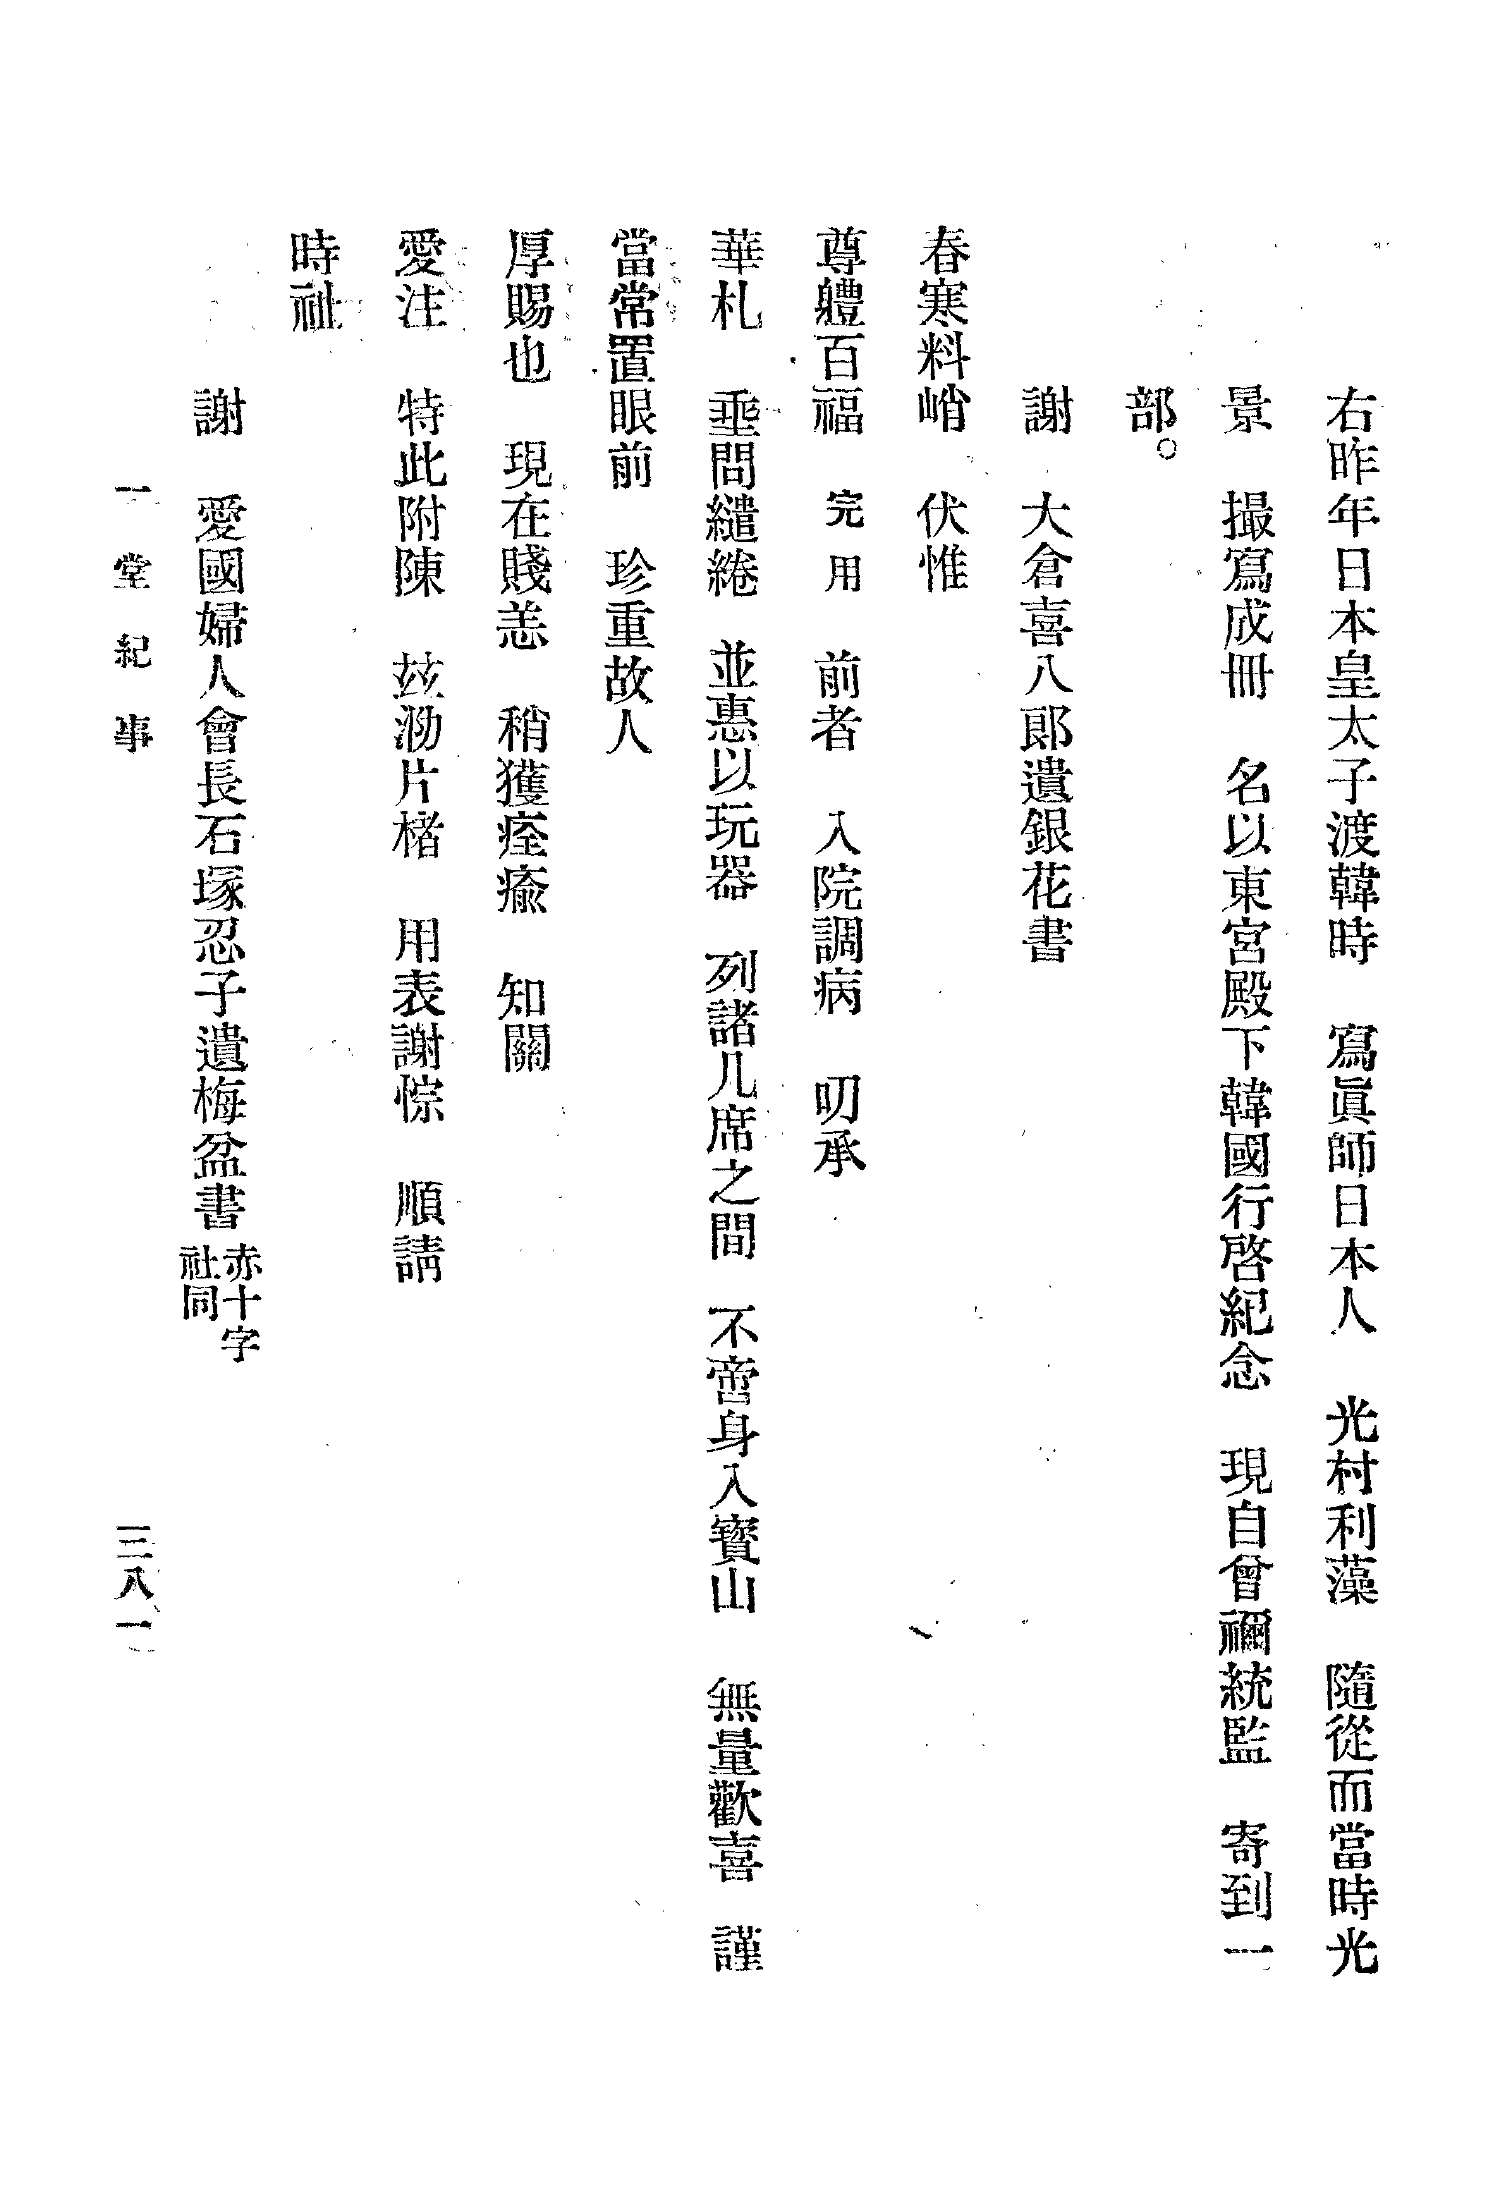 右昨年日本皇太子渡韓時　寫眞師日本人　光村利藻　隨從而當時光
景　撮寫成冊　名以東宮殿下韓國行啓紀念　現自曾禰統監　寄到一
部。
謝　大倉喜八郞遺銀花書
春寒料峭　伏惟
尊軆百福　完用　前者　入院調病　叨承
華札　垂問繾綣　並惠以玩器　列諸几席之間　不啻身入寳山　無量歡喜　謹
當常置眼前　珍重故人
厚賜也　現在賤恙　稍獲痊癒　知關
愛注　特此附陳　玆泐片楮　用表謝悰　順請
時祉
謝　愛國婦人會長石塚忍子遺梅盆書 赤十字社同
一堂紀事　三八一